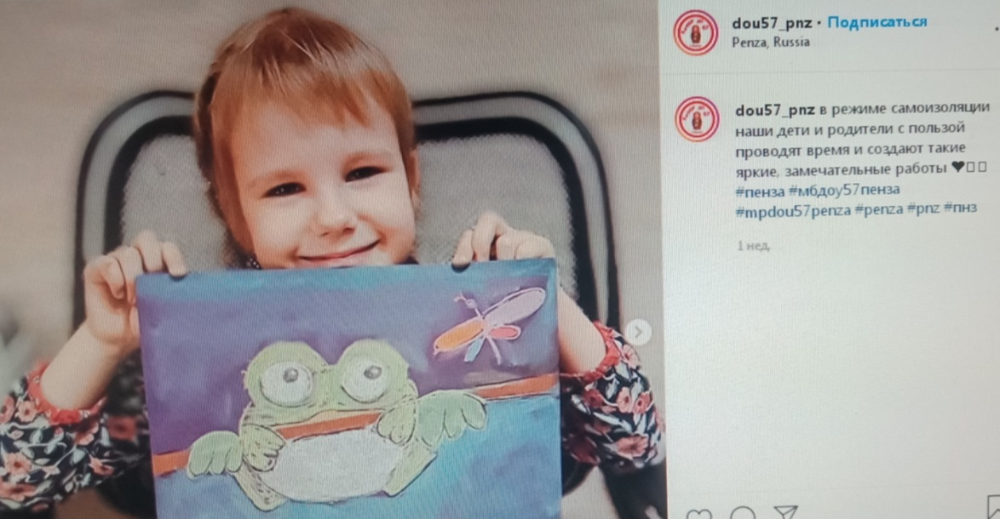 dou57_pnz • Подписаться
Penza, Russia
dou57_pnz в режиме самоизоляции
наши дети и родители с пользой
проводят время и создают такие
яркие, замечательные работы ❤
#пенза #мбдоу57пенза
#mpdou57penza #penza #pnz #пнз
1 нед.